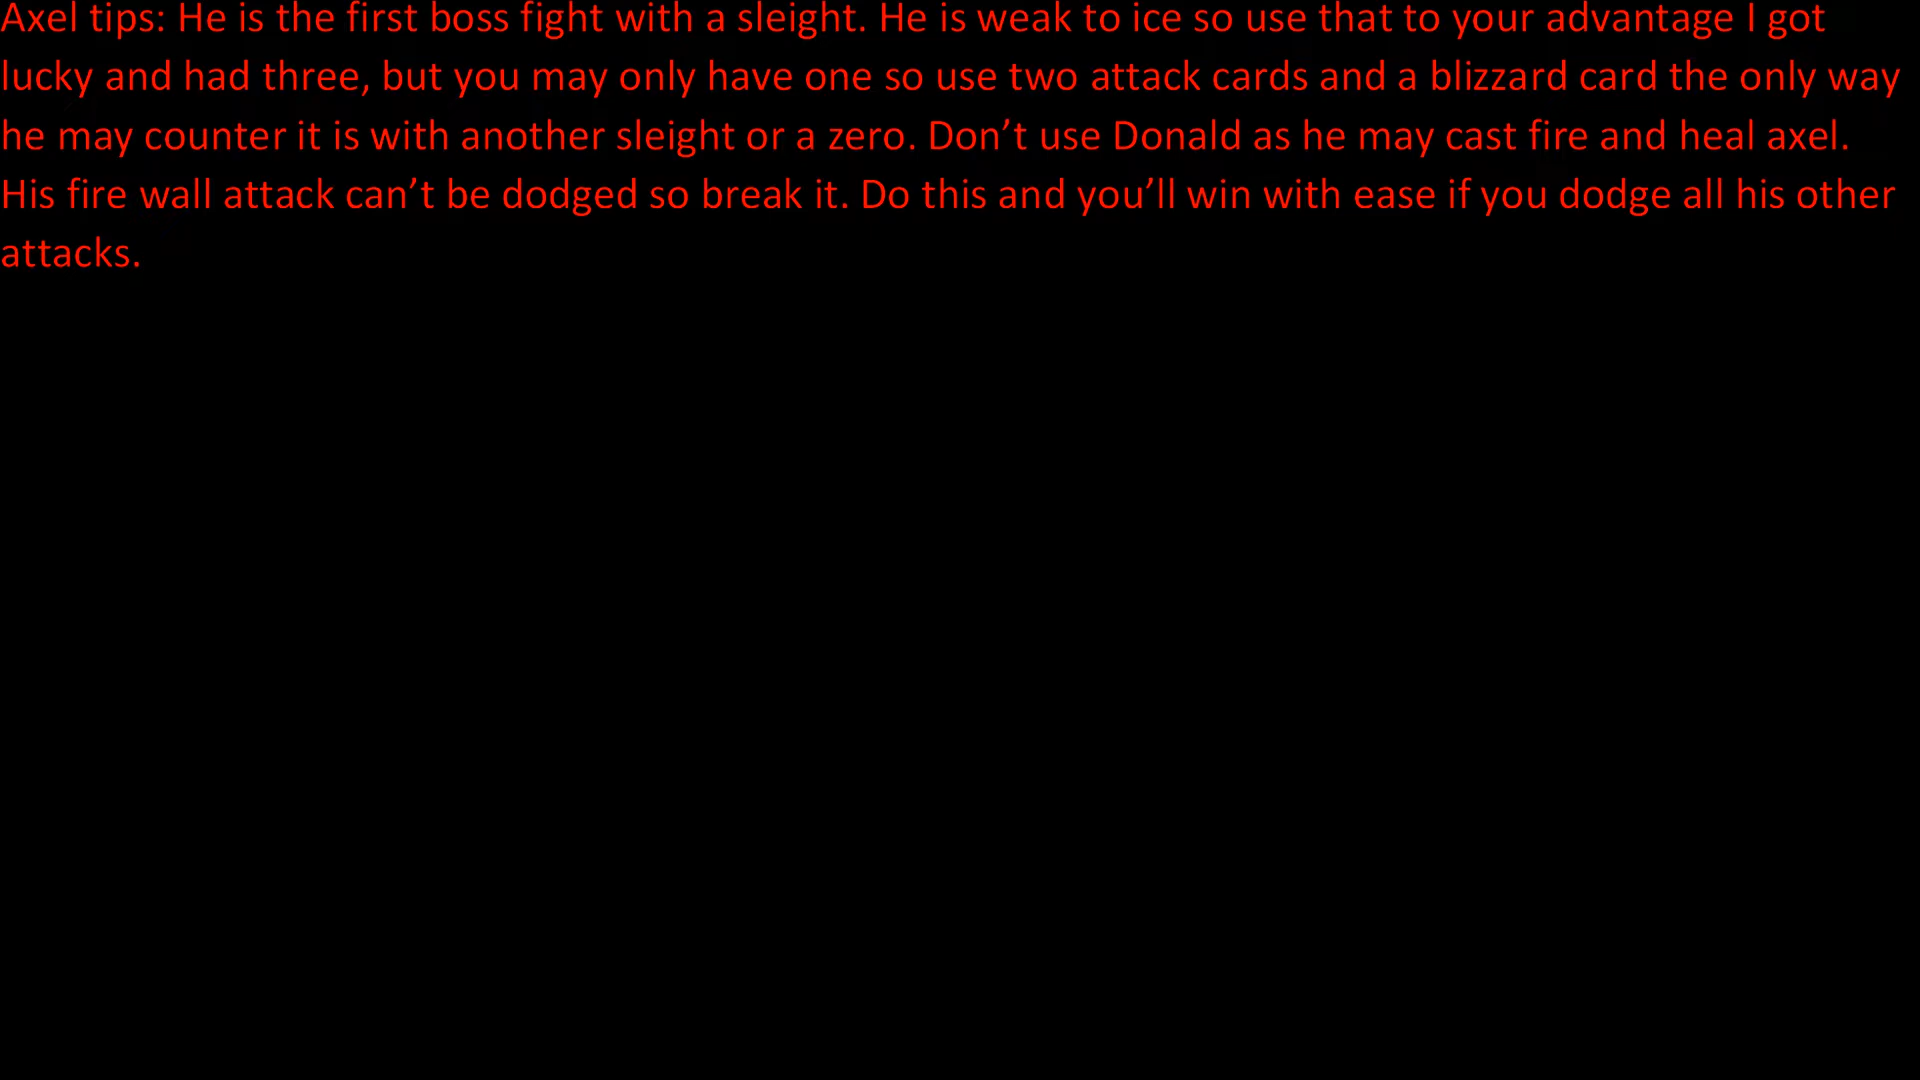 Axel tips: He is the first boss fight with a sleight. He is weak to ice so use that to your advantage I got
lucky and had three, but you may only have one so use two attack cards and a blizzard card the only way
he may counter it is with another sleight or a zero. Don’t use Donald as he may cast fire and heal axel.
His fire wall attack can’t be dodged so break it. Do this and you’ll win with ease if you dodge all his other
attacks.